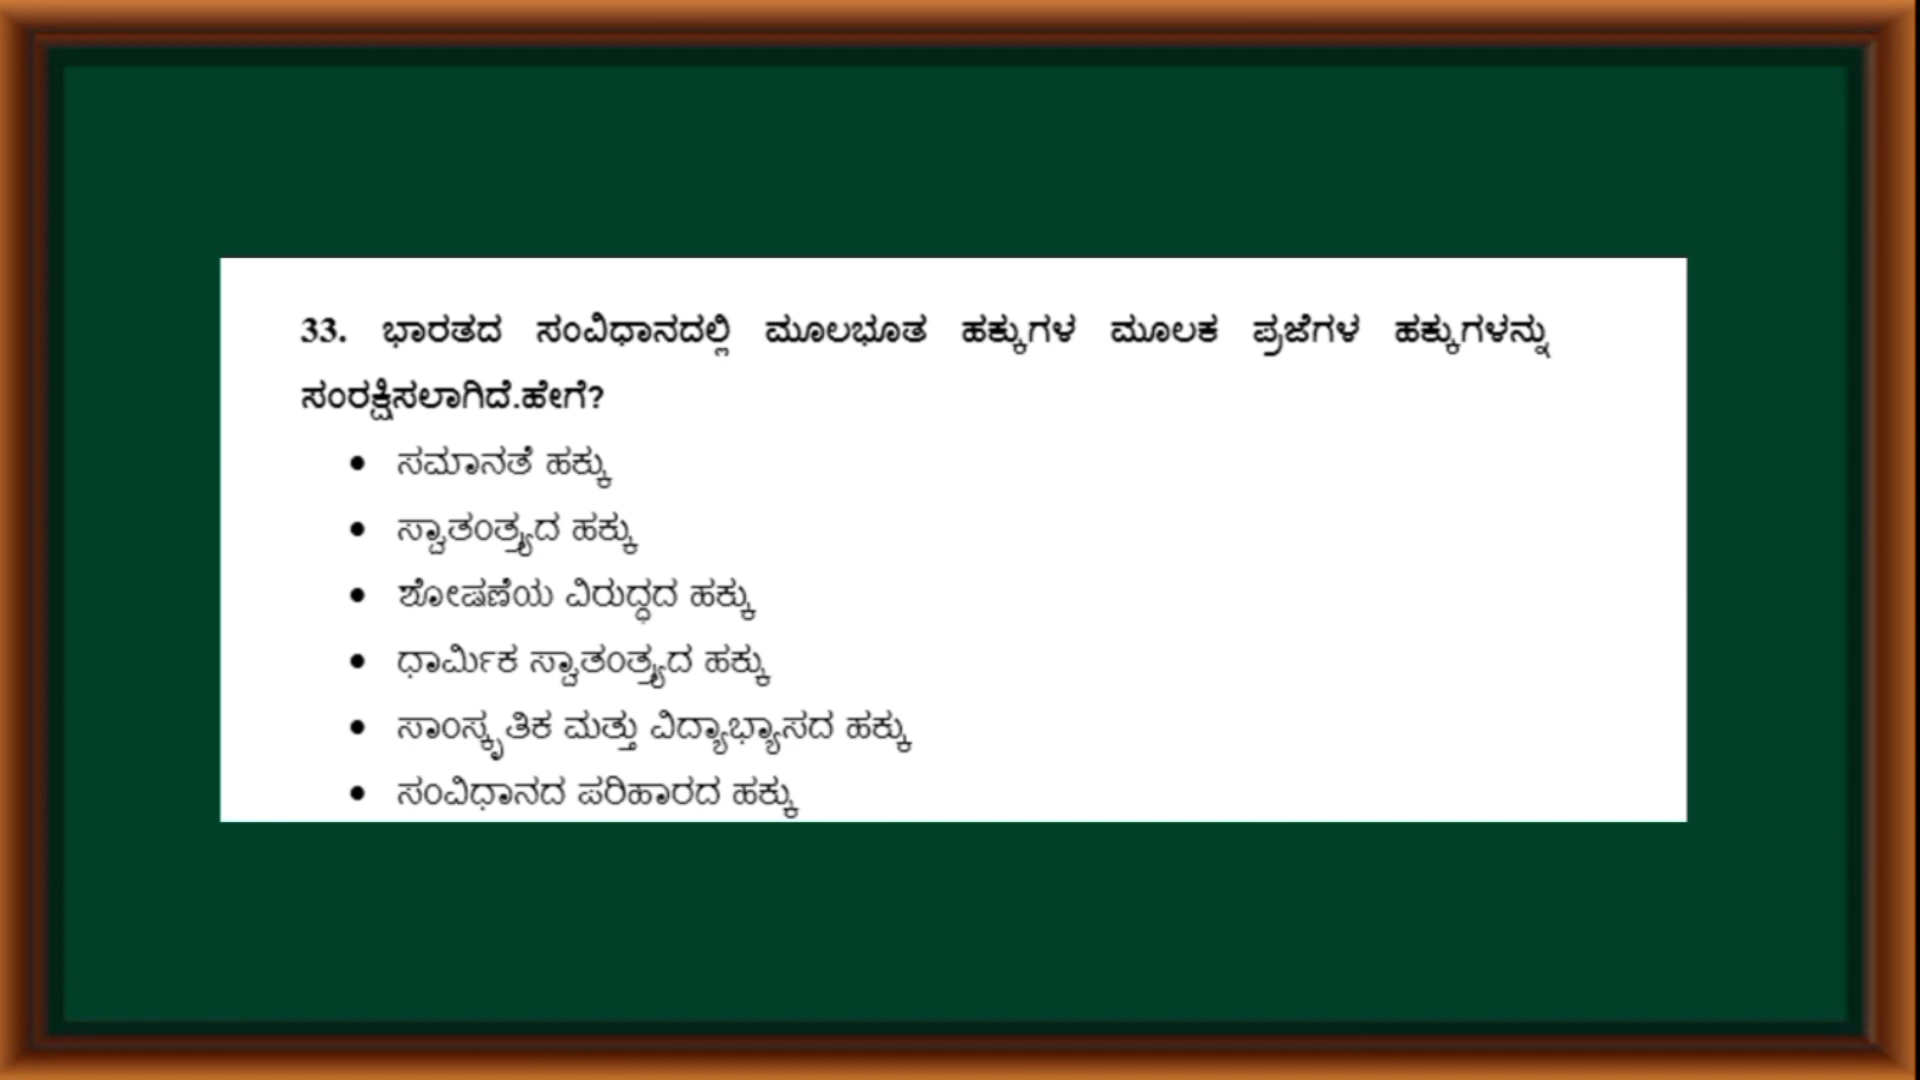 33. ಭಾರತದ ಸಂವಿಧಾನದಲ್ಲಿ ಮೂಲಭೂತ ಹಕ್ಕುಗಳ ಮೂಲಕ ಪ್ರಜೆಗಳ ಹಕ್ಕುಗಳನ್ನು
ಸಂರಕ್ಷಿಸಲಾಗಿದೆ.ಹೇಗೆ?
• ಸಮಾನತೆ ಹಕ್ಕು
• ಸ್ವಾತಂತ್ರ್ಯದ ಹಕ್ಕು
• ಶೋಷಣೆಯ ವಿರುದ್ಧದ ಹಕ್ಕು
• ಧಾರ್ಮಿಕ ಸ್ವಾತಂತ್ರ್ಯದ ಹಕ್ಕು
• ಸಾಂಸ್ಕೃತಿಕ ಮತ್ತು ವಿದ್ಯಾಭ್ಯಾಸದ ಹಕ್ಕು
• ಸಂವಿಧಾನದ ಪರಿಹಾರದ ಹಕ್ಕು